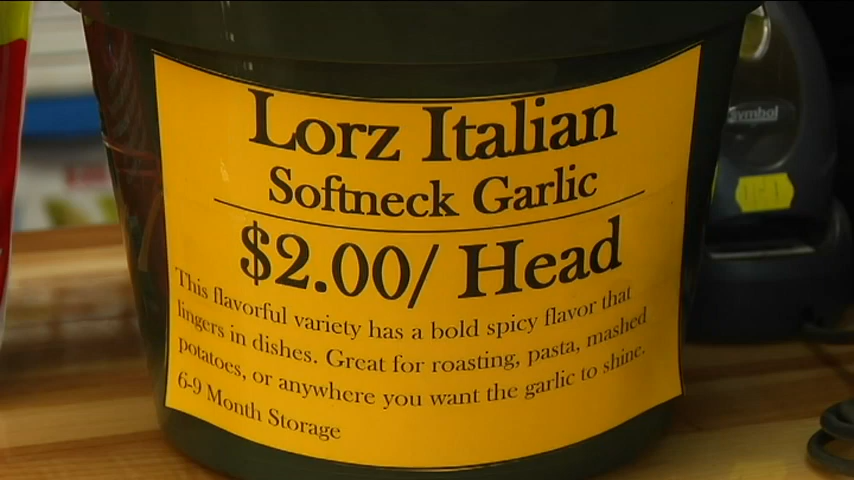 Lorz Italian
Softneck Garlic
$2.00/ Head
This flavorful variety has a bold spicy flavor that
lingers in dishes. Great for roasting, pasta, mashed
potatoes, or anywhere you want the garlic to shine.
6-9 Month Storage
symbol